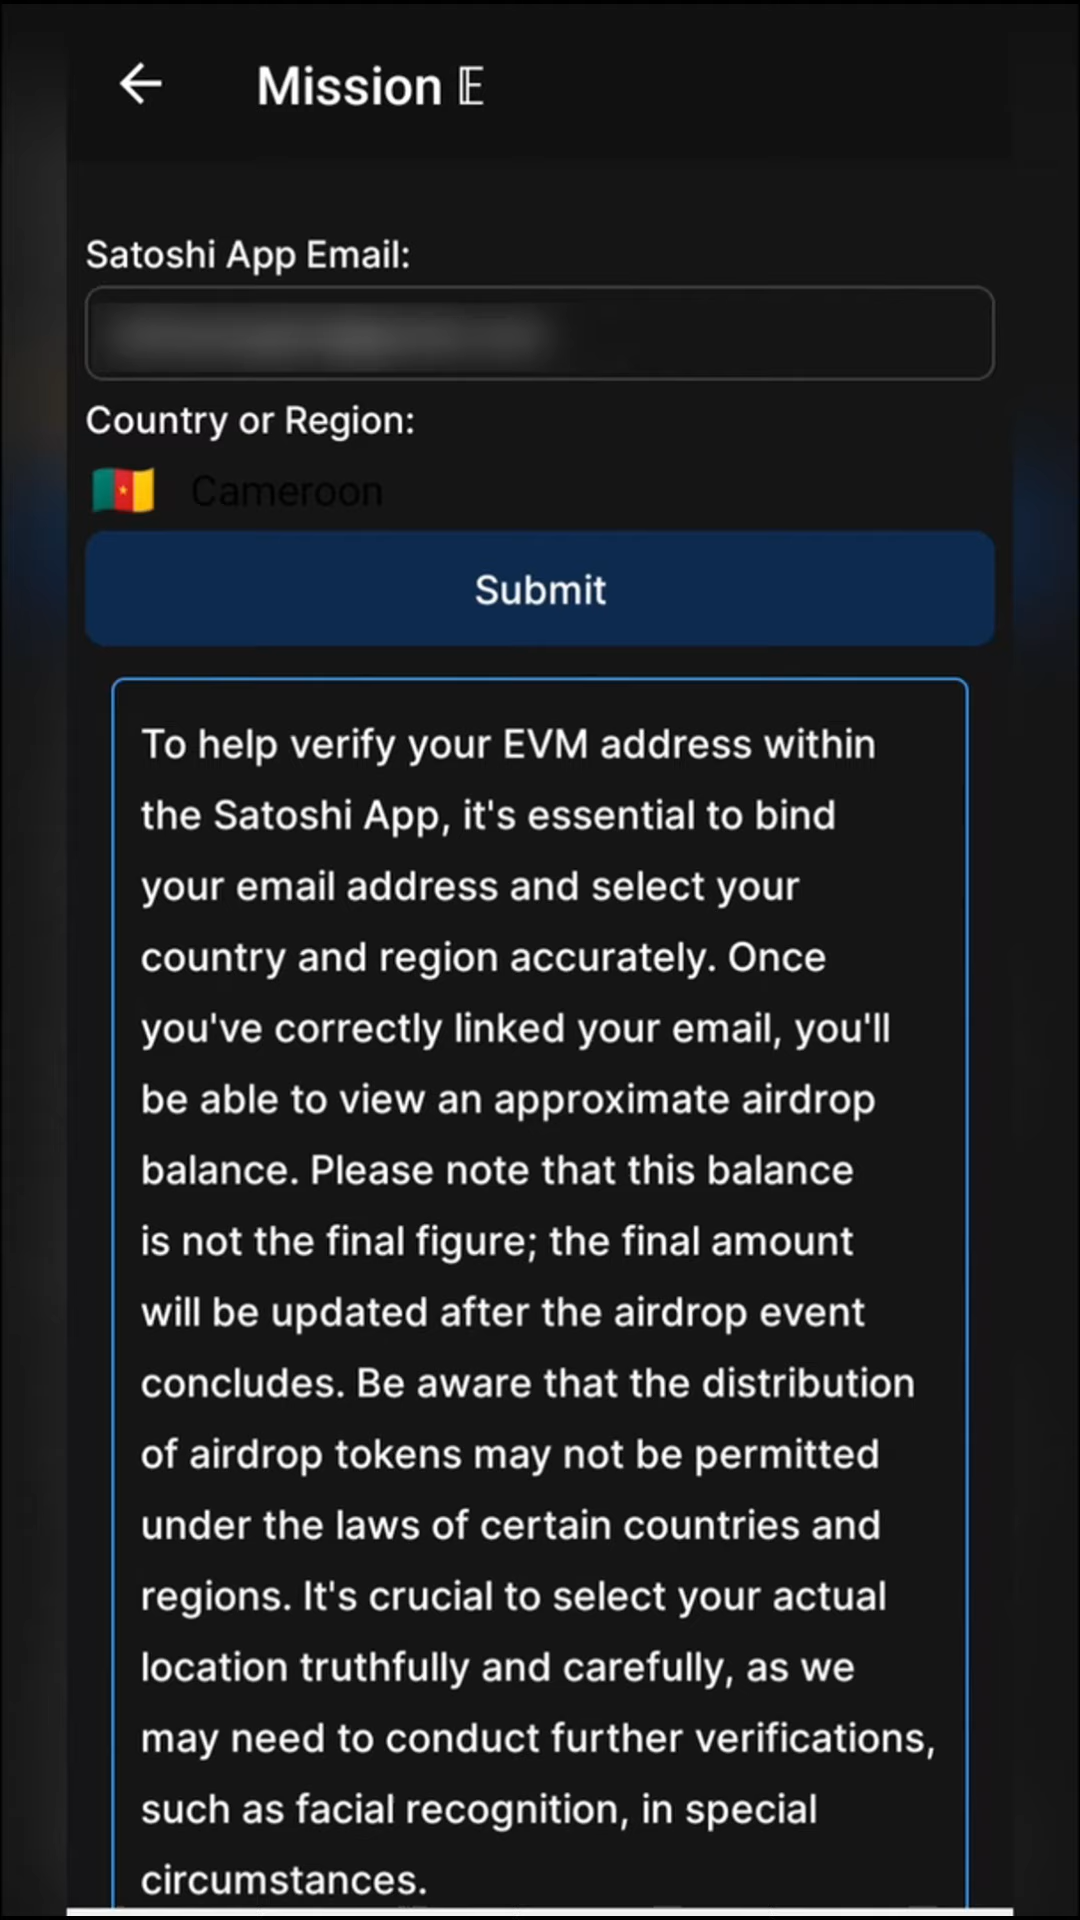 Mission 𝔼
Satoshi App Email:
Country or Region:
Cameroon
Submit
To help verify your EVM address within
the Satoshi App, it's essential to bind
your email address and select your
country and region accurately. Once
you've correctly linked your email, you'll
be able to view an approximate airdrop
balance. Please note that this balance
is not the final figure; the final amount
will be updated after the airdrop event
concludes. Be aware that the distribution
of airdrop tokens may not be permitted
under the laws of certain countries and
regions. It's crucial to select your actual
location truthfully and carefully, as we
may need to conduct further verifications,
such as facial recognition, in special
circumstances.